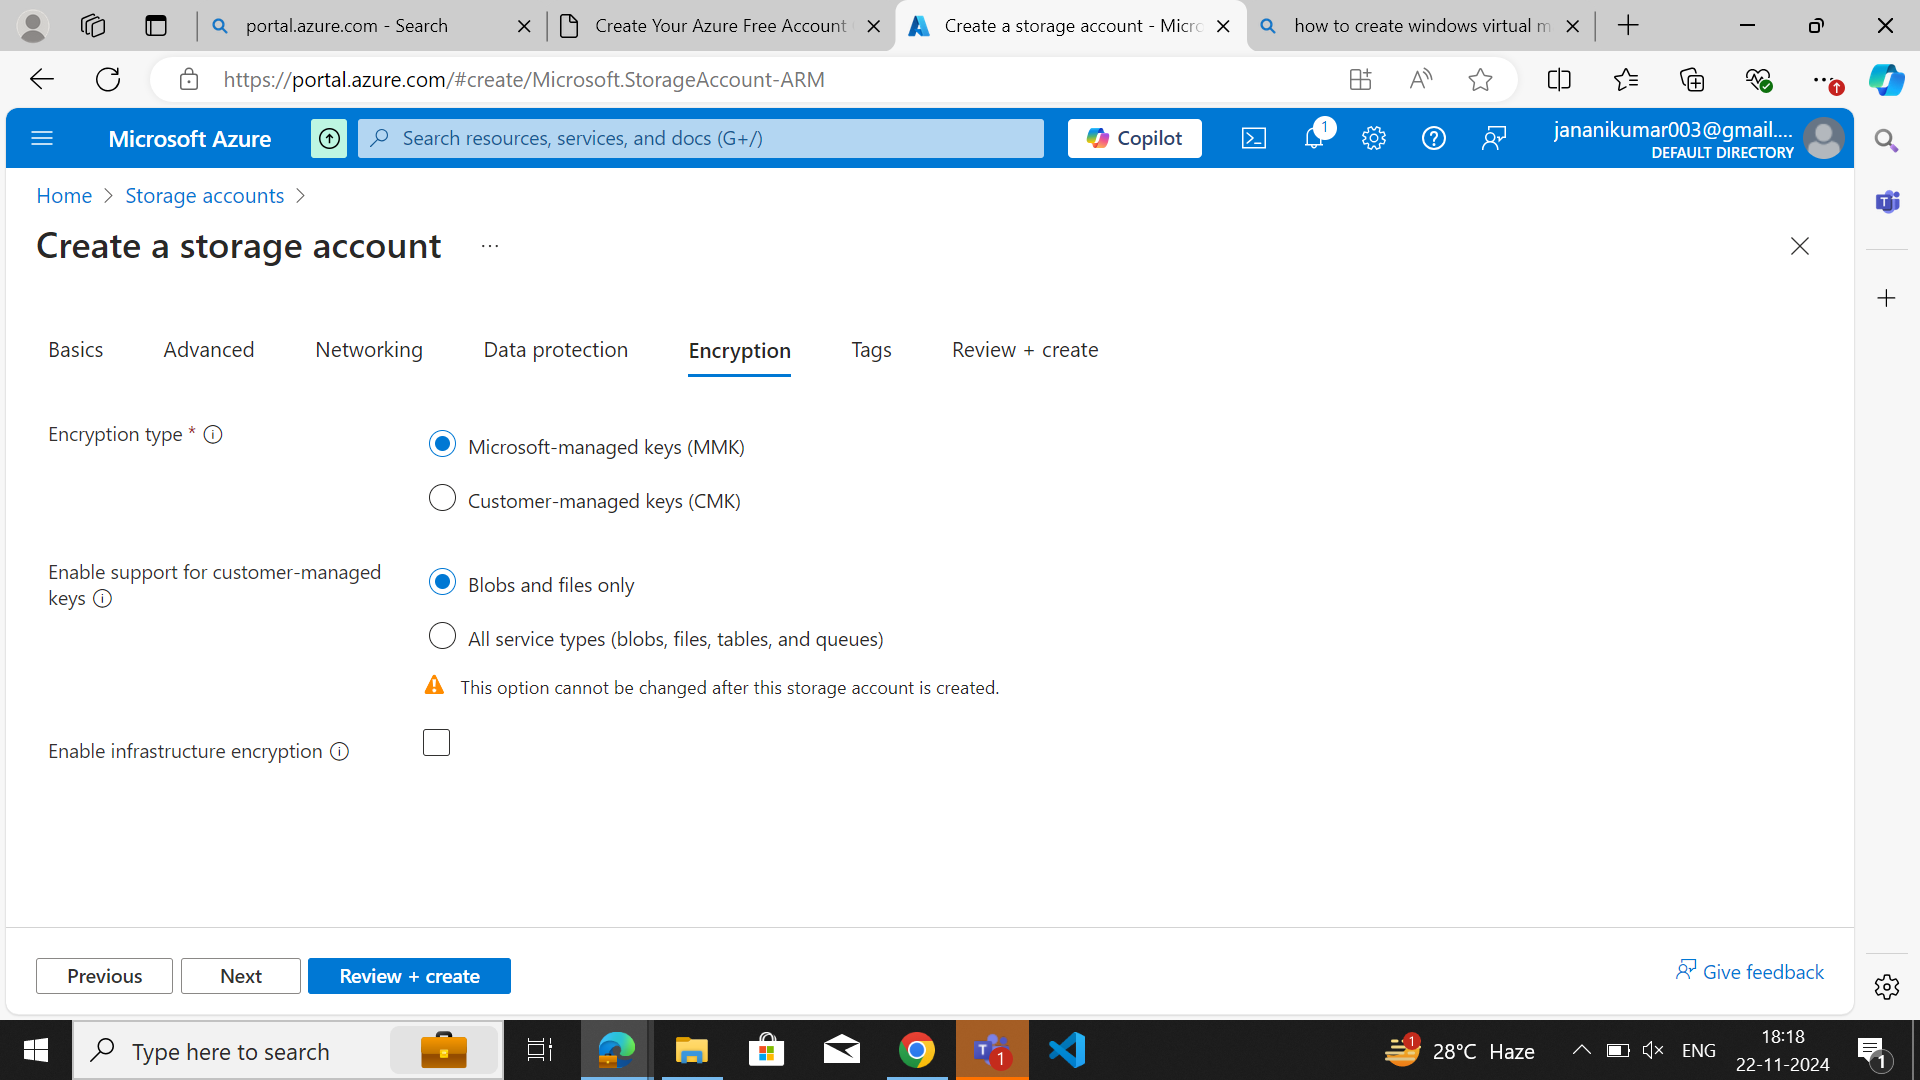 portal.azure.com - Search
Create Your Azure Free Account
Create a storage account - Micro
how to create windows virtual m
https://portal.azure.com/#create/Microsoft.StorageAccount-ARM
Microsoft Azure
Search resources, services, and docs (G+/)
Copilot
1
jananikumar003@gmail....
DEFAULT DIRECTORY
Home
Storage accounts
Create a storage account
...
Basics
Advanced
Networking
Data protection
Encryption
Tags
Review + create
Encryption type *
Microsoft-managed keys (MMK)
Customer-managed keys (CMK)
Enable support for customer-managed
keys
Blobs and files only
All service types (blobs, files, tables, and queues)
This option cannot be changed after this storage account is created.
Enable infrastructure encryption
Previous
Next
Review + create
Give feedback
Type here to search
1
1
28°C Haze
ENG
18:18
22-11-2024
1